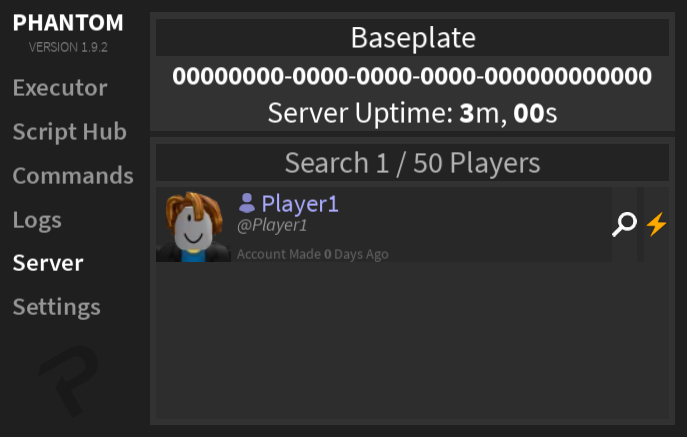 PHANTOM
VERSION 1.9.2
Executor
Script Hub
Commands
Logs
Server
Settings
Baseplate
00000000-0000-0000-0000-000000000000
Server Uptime: 3m, 00s
Search 1 / 50 Players
Player1
@Player1
Account Made 0 Days Ago